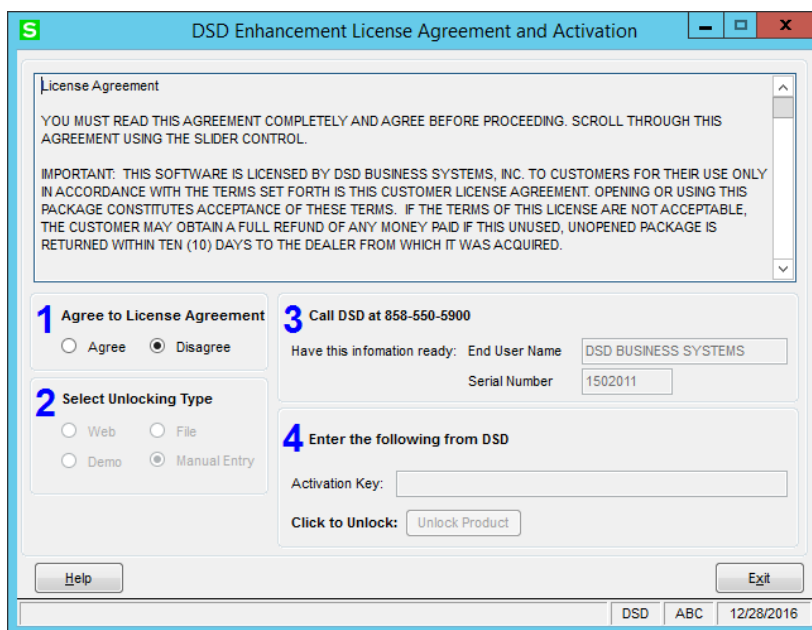 S DSD Enhancement License Agreement and Activation X
License Agreement
YOU MUST READ THIS AGREEMENT COMPLETELY AND AGREE BEFORE PROCEEDING. SCROLL THROUGH THIS
AGREEMENT USING THE SLIDER CONTROL.
IMPORTANT: THIS SOFTWARE IS LICENSED BY DSD BUSINESS SYSTEMS, INC. TO CUSTOMERS FOR THEIR USE ONLY
IN ACCORDANCE WITH THE TERMS SET FORTH IS THIS CUSTOMER LICENSE AGREEMENT. OPENING OR USING THIS
PACKAGE CONSTITUTES ACCEPTANCE OF THESE TERMS. IF THE TERMS OF THIS LICENSE ARE NOT ACCEPTABLE,
THE CUSTOMER MAY OBTAIN A FULL REFUND OF ANY MONEY PAID IF THIS UNUSED, UNOPENED PACKAGE IS
RETURNED WITHIN TEN (10) DAYS TO THE DEALER FROM WHICH IT WAS ACQUIRED.
1 Agree to License Agreement
Agree Disagree
2 Select Unlocking Type
Web File
Demo Manual Entry
3 Call DSD at 858-550-5900
Have this infomation ready: End User Name DSD BUSINESS SYSTEMS
Serial Number 1502011
4 Enter the following from DSD
Activation Key:
Click to Unlock: Unlock Product
Help Exit
DSD ABC 12/28/2016